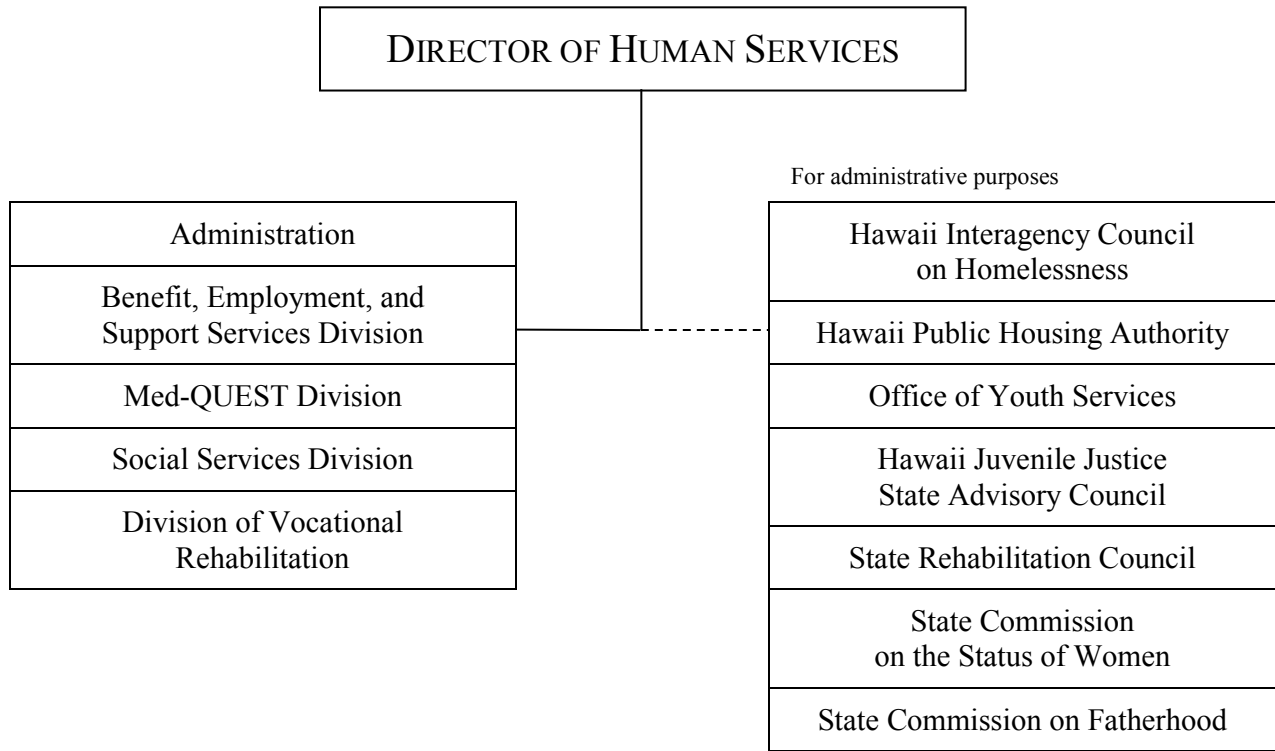 DIRECTOR OF HUMAN SERVICES
For administrative purposes
Administration
Benefit, Employment, and
Support Services Division
Med-QUEST Division
Social Services Division
Division of Vocational
Rehabilitation
Hawaii Interagency Council
on Homelessness
Hawaii Public Housing Authority
Office of Youth Services
Hawaii Juvenile Justice
State Advisory Council
State Rehabilitation Council
State Commission
on the Status of Women
State Commission on Fatherhood